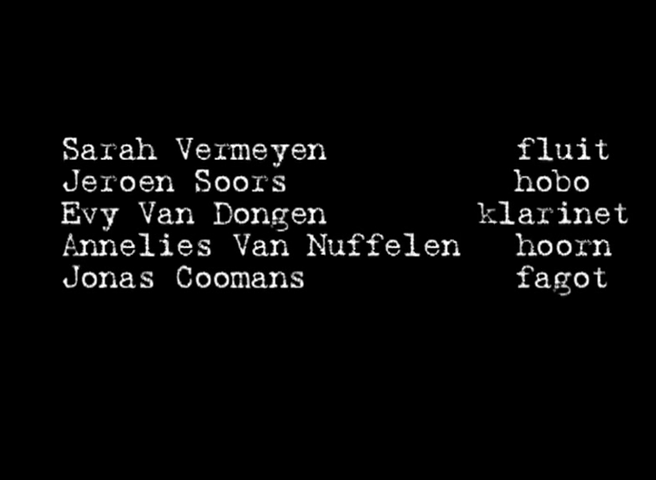 Sarah Vermeyen fluit
Jeroen Soors hobo
Evy Van Dongen klarinet
Annelies Van Nuffelen hoorn
Jonas Coomans fagot